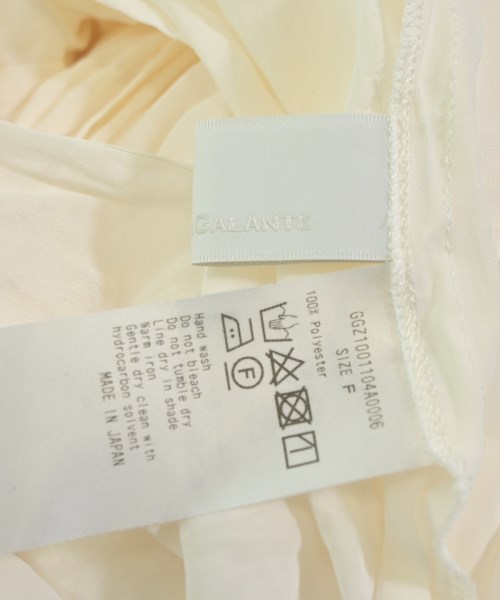 GALANTE
GGZ1001104A0006
SIZE F
100% Polyester
F
Hand wash
Do not bleach
Do not tumble dry
Line dry in shade
Warm iron
Gentle dry clean with
hydrocarbon solvent
MADE IN JAPAN